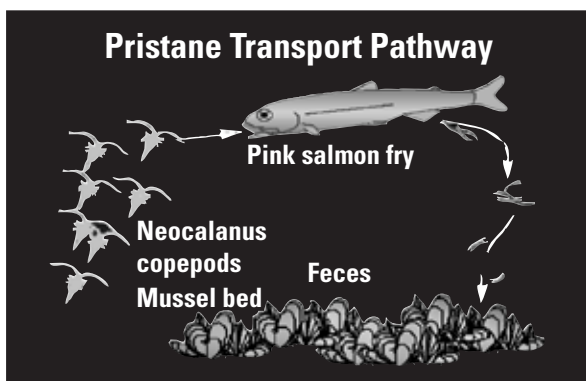 Pristane Transport Pathway
Pink salmon fry
Neocalanus
copepods
Mussel bed
Feces